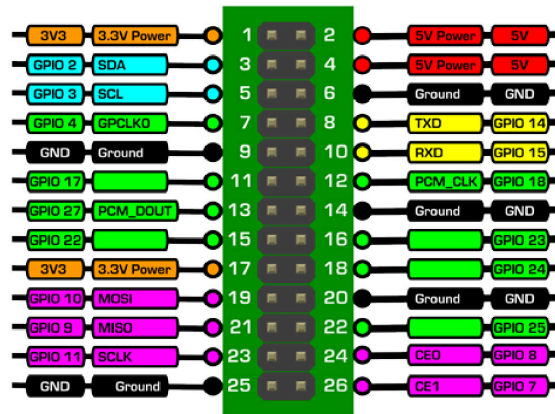 3V3 3.3V Power 1 2 5V Power 5V
GPIO 2 SDA 3 4 5V Power 5V
GPIO 3 SCL 5 6 Ground GND
GPIO 4 GPCLK0 7 8 TXD GPIO 14
GND Ground 9 10 RXD GPIO 15
GPIO 17 11 12 PCM_CLK GPIO 18
GPIO 27 PCM_DOUT 13 14 Ground GND
GPIO 22 15 16 GPIO 23
3V3 3.3V Power 17 18 GPIO 24
GPIO 10 MOSI 19 20 Ground GND
GPIO 9 MISO 21 22 GPIO 25
GPIO 11 SCLK 23 24 CE0 GPIO 8
GND Ground 25 26 CE1 GPIO 7